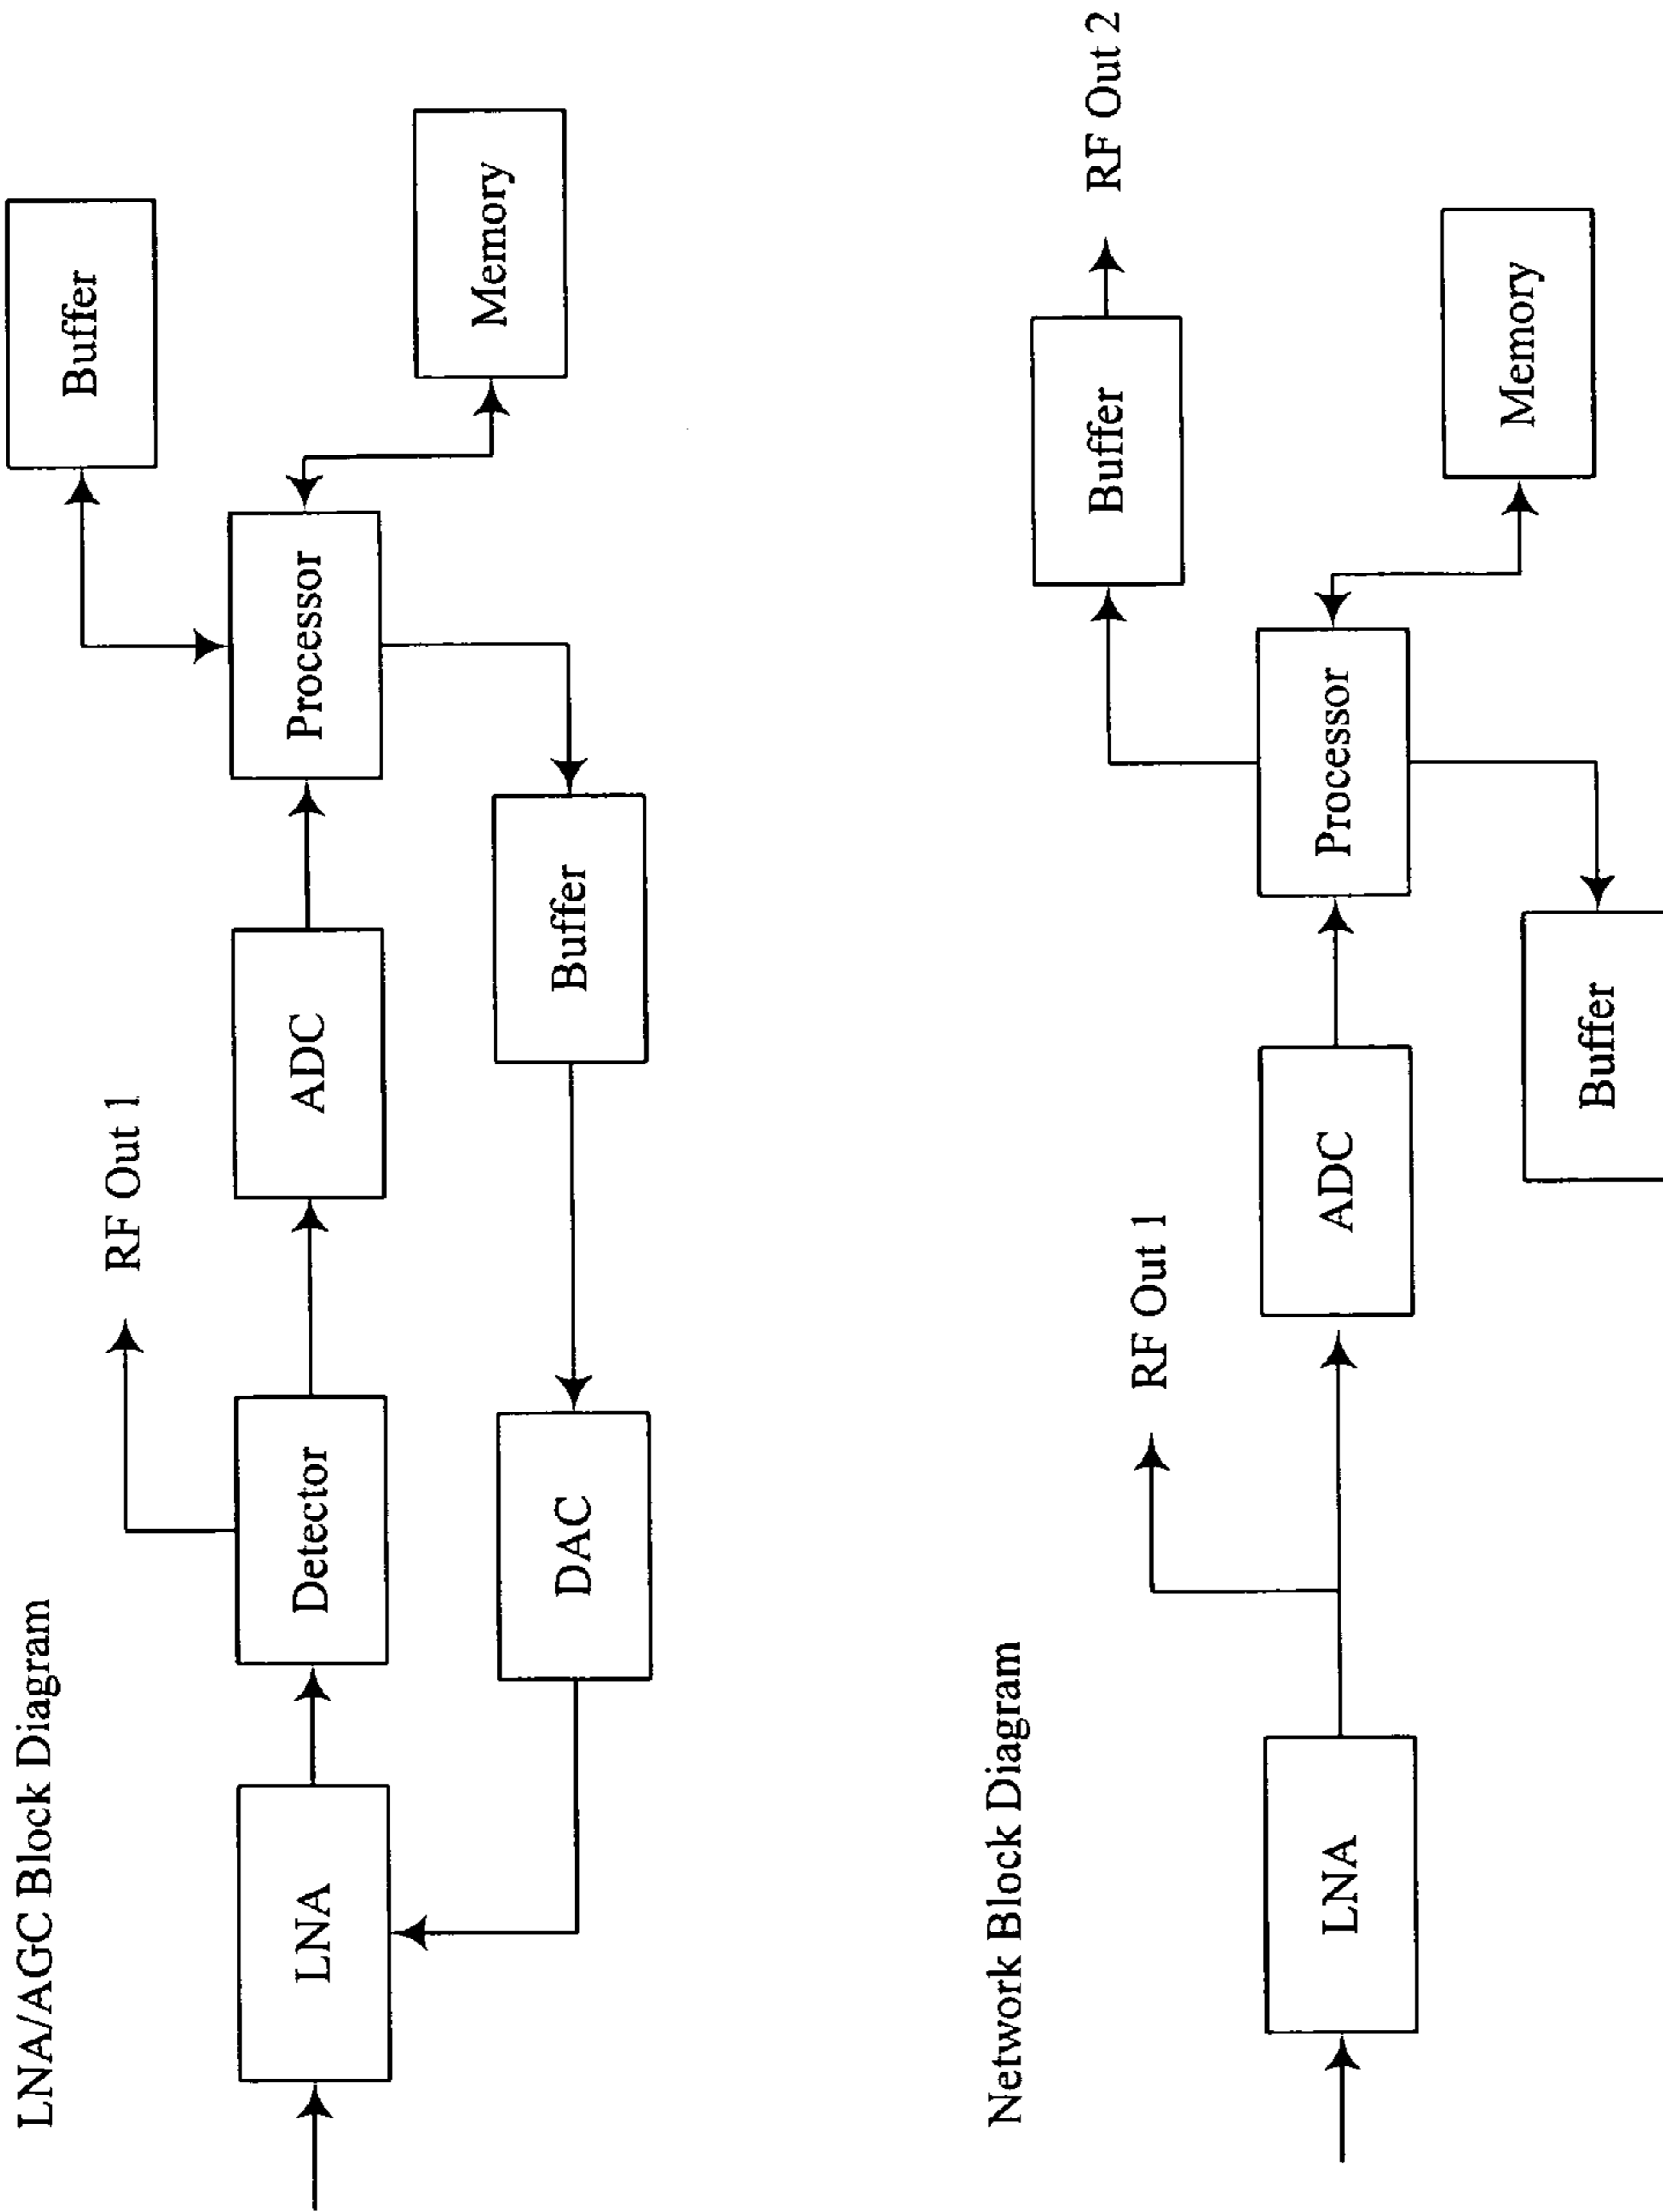 LNA/AGC Block Diagram
RF Out 1
Buffer
LNA
Detector
ADC
Processor
Memory
DAC
Buffer
Network Block Diagram
RF Out 1
Buffer
RF Out 2
LNA
ADC
Processor
Memory
Buffer